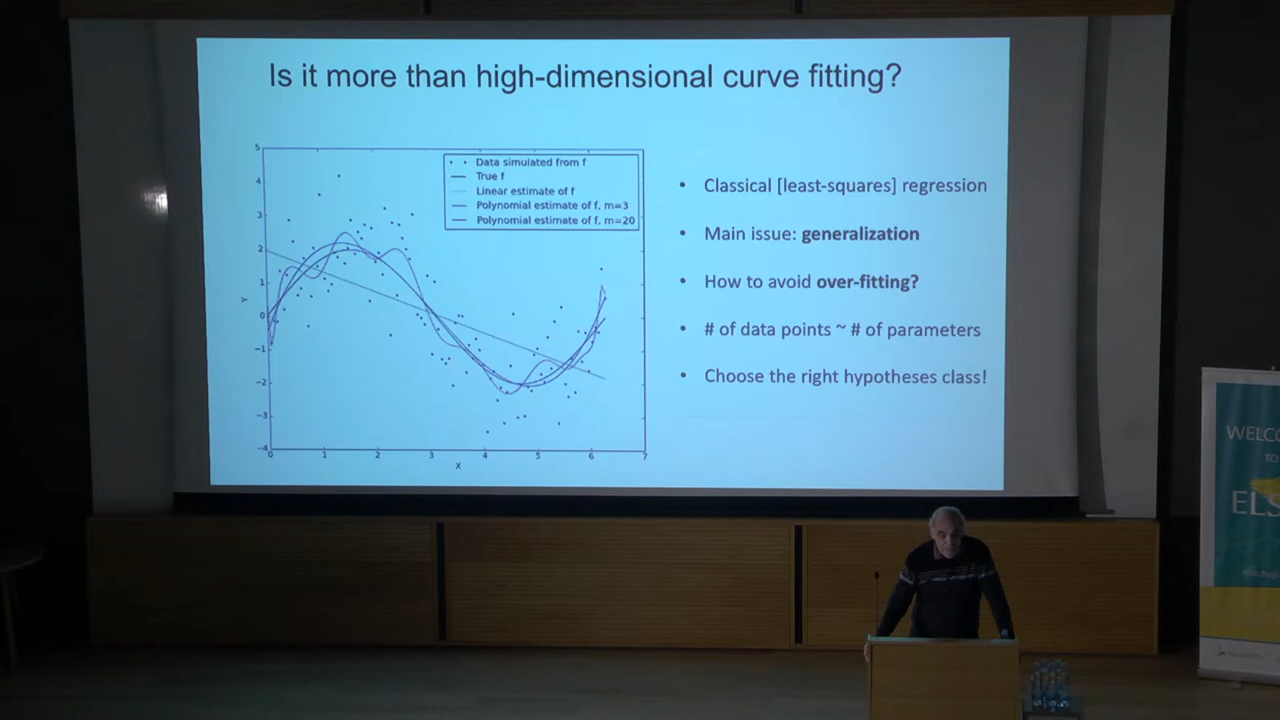 Is it more than high-dimensional curve fitting?
5
4
3
2
1
0
−1
−2
−3
−4
0
1
2
3
4
5
6
7
Y
X
Data simulated from f
True f
Linear estimate of f
Polynomial estimate of f, m=3
Polynomial estimate of f, m=20
• Classical [least-squares] regression
• Main issue: generalization
• How to avoid over-fitting?
• # of data points ~ # of parameters
• Choose the right hypotheses class!
WELCO
TO
ELS